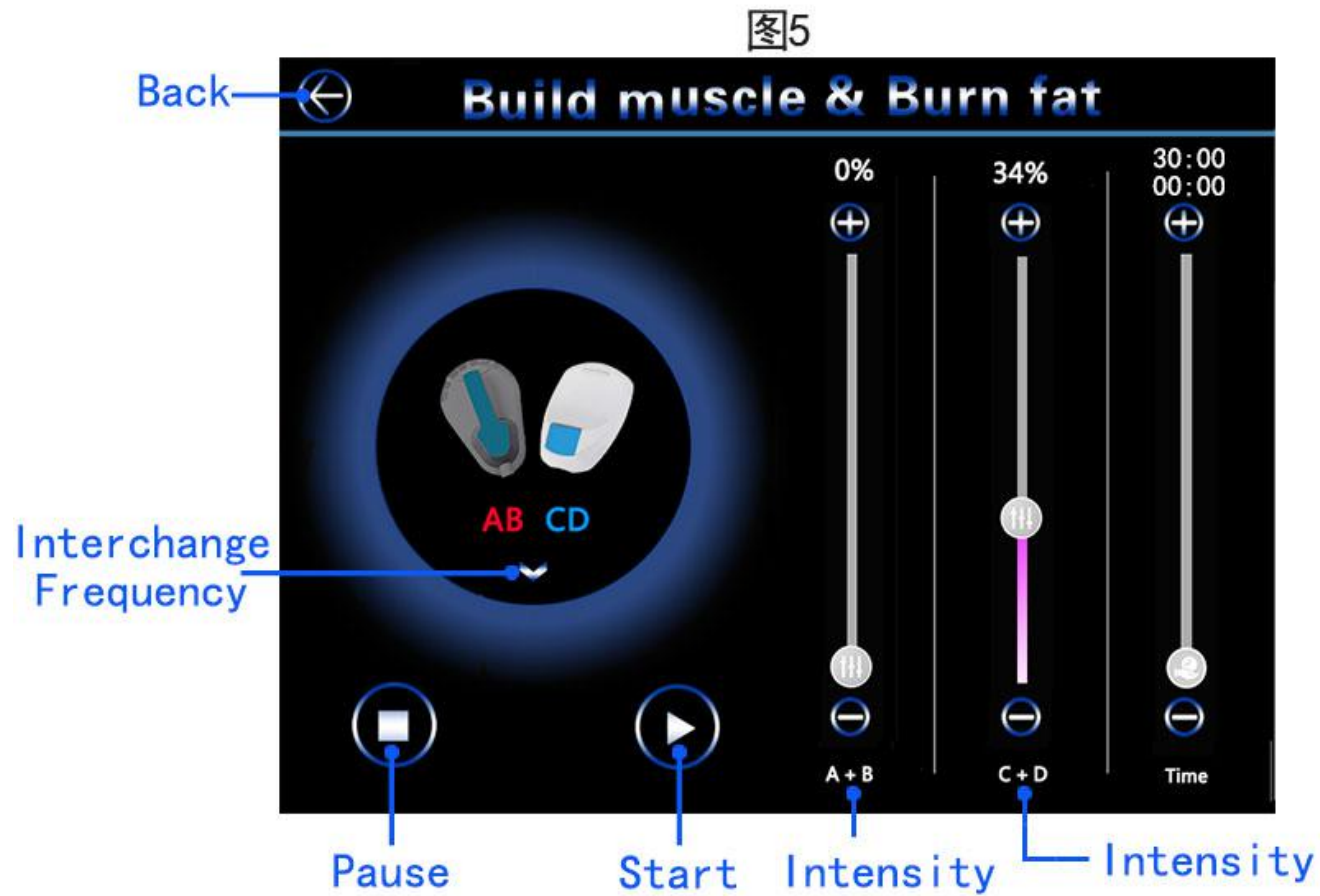 图5
Back
Build muscle & Burn fat
0%
34%
30:00
00:00
AB CD
Interchange
Frequency
A + B
C + D
Time
Pause
Start
Intensity
Intensity